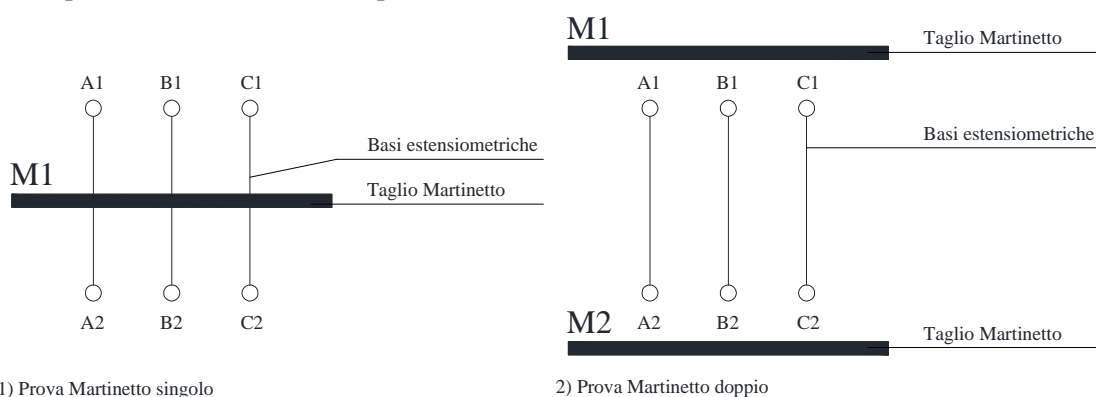 A1 B1 C1
Basi estensiometriche
M1
Taglio Martinetto
A2 B2 C2
1) Prova Martinetto singolo
M1
Taglio Martinetto
A1 B1 C1
Basi estensiometriche
M2 A2 B2 C2
Taglio Martinetto
2) Prova Martinetto doppio